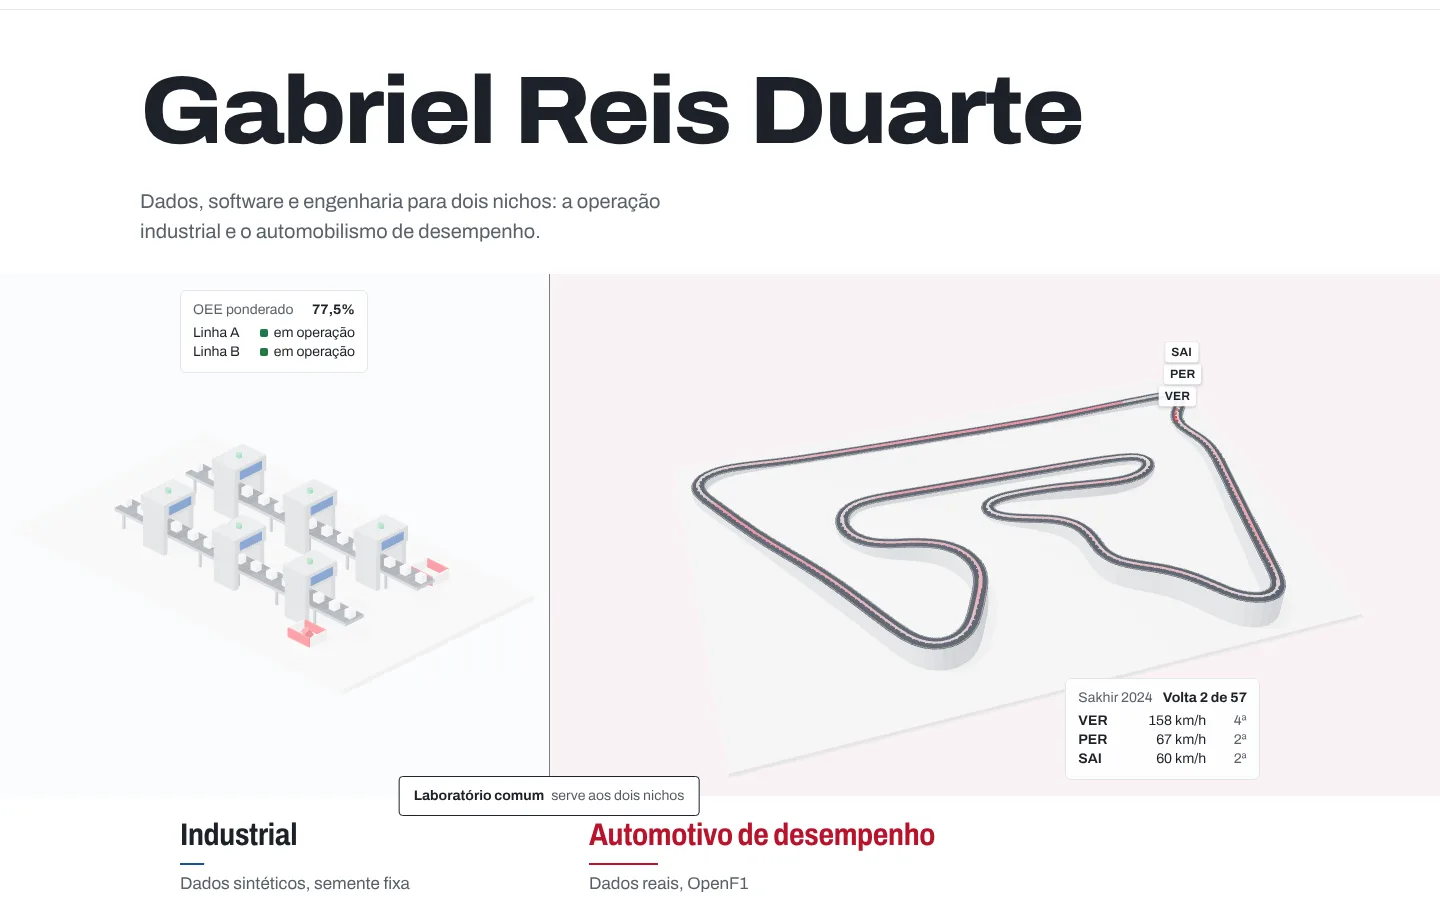 Gabriel Reis Duarte
Dados, software e engenharia para dois nichos: a operação
industrial e o automobilismo de desempenho.
OEE ponderado 77,5%
Linha A em operação
Linha B em operação
SAI
PER
VER
Sakhir 2024 Volta 2 de 57
VER 158 km/h 4ª
PER 67 km/h 2ª
SAI 60 km/h 2ª
Laboratório comum serve aos dois nichos
Industrial
Dados sintéticos, semente fixa
Automotivo de desempenho
Dados reais, OpenF1